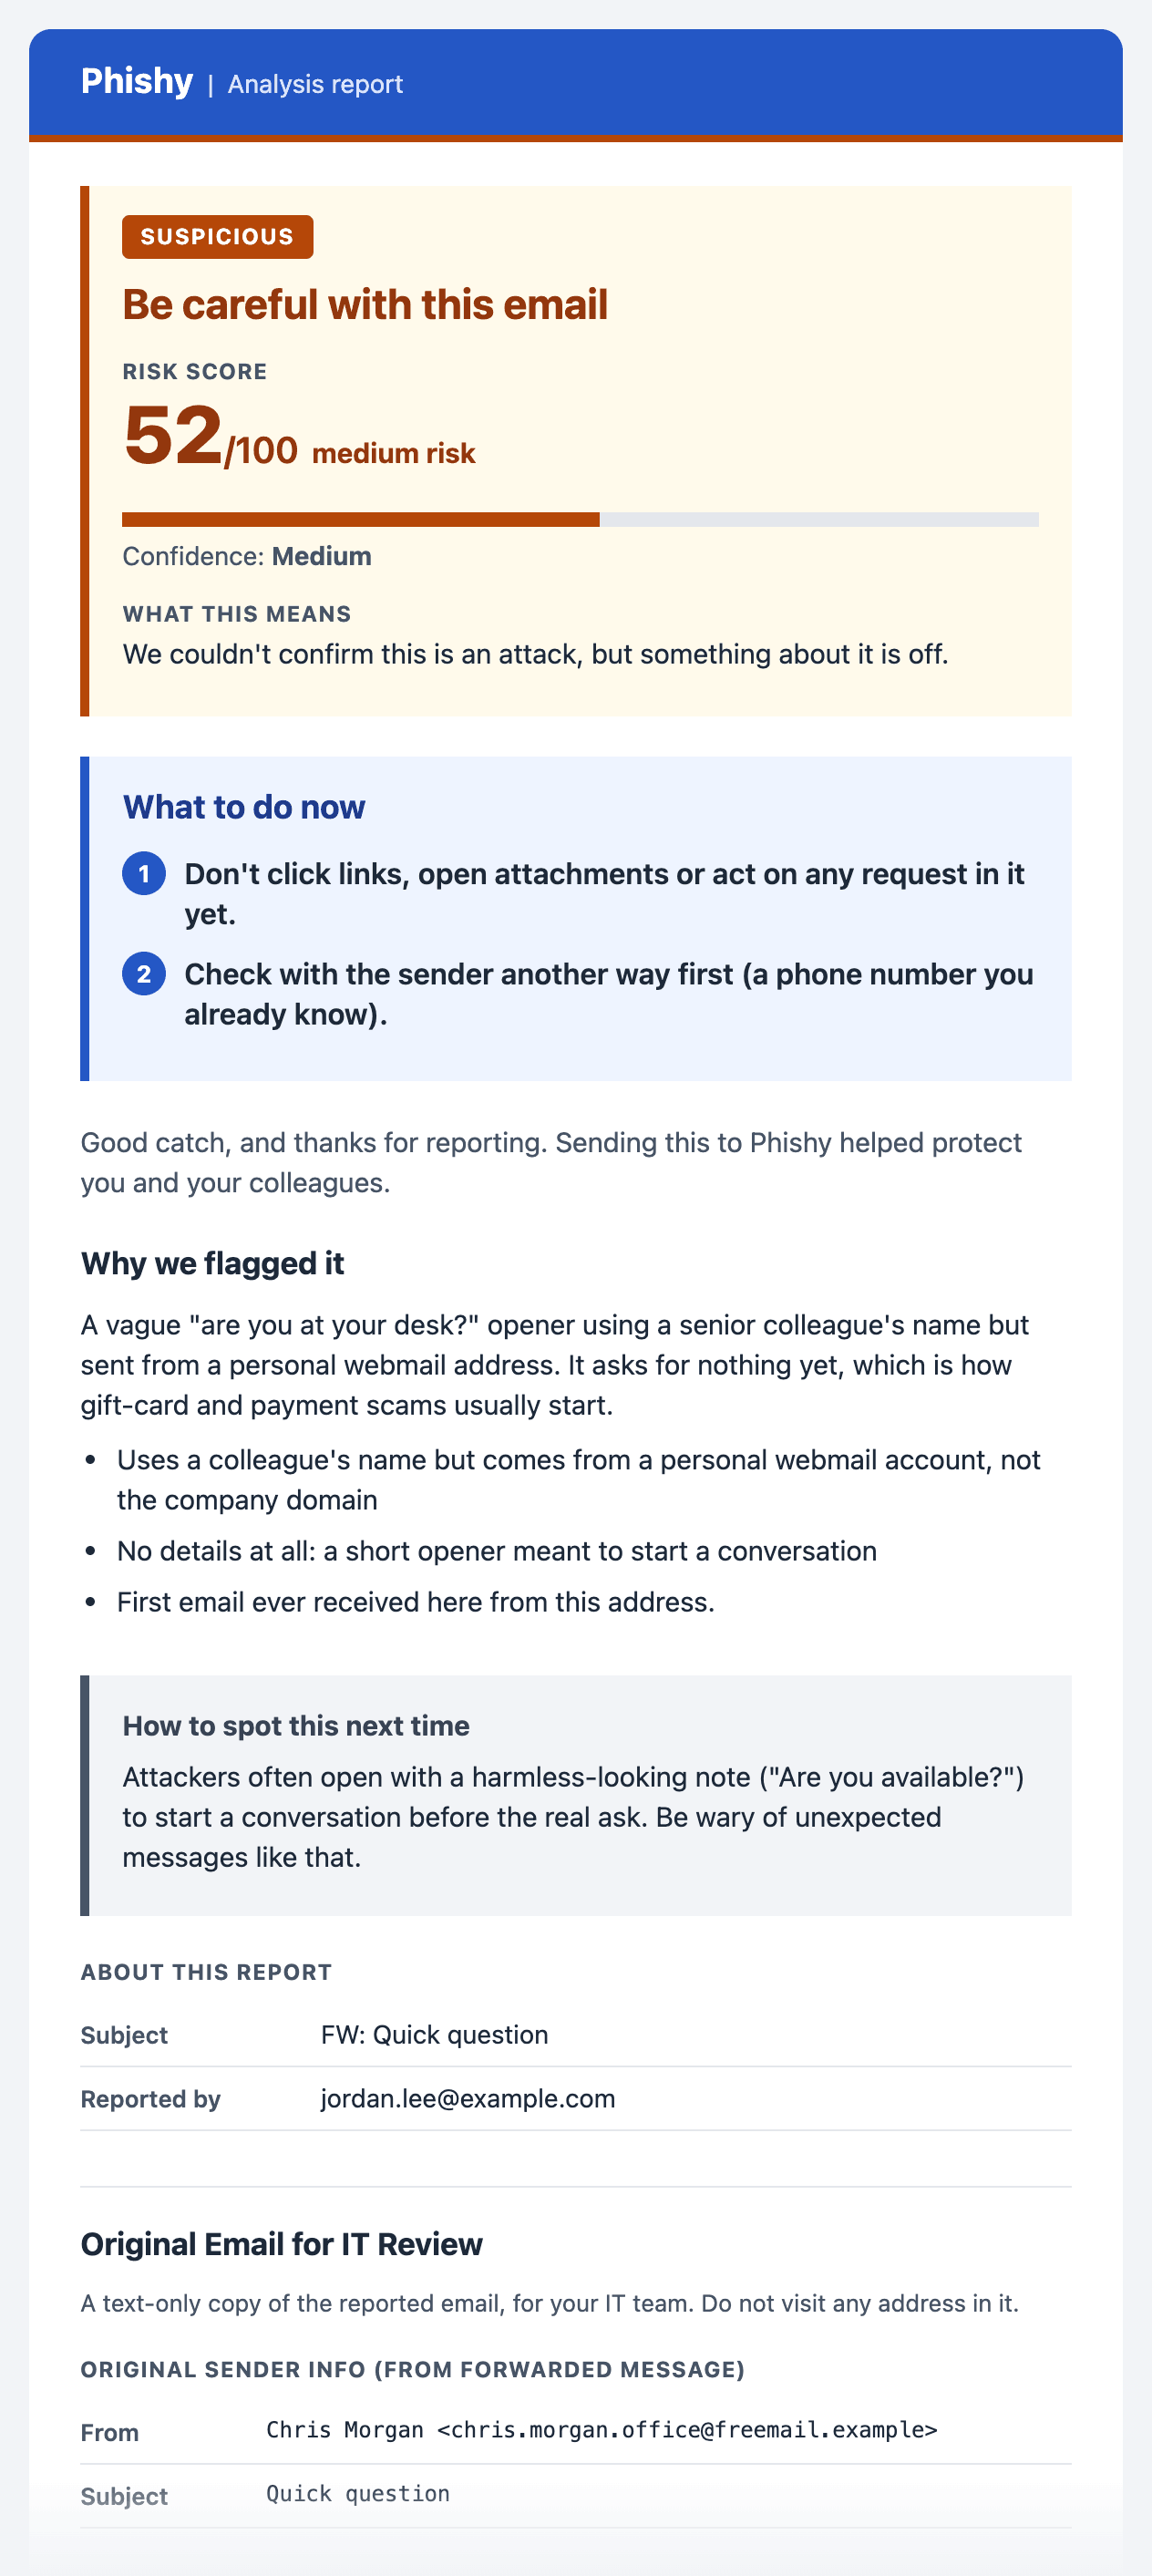 Phishy | Analysis report
SUSPICIOUS
Be careful with this email
RISK SCORE
52/100 medium risk
Confidence: Medium
WHAT THIS MEANS
We couldn't confirm this is an attack, but something about it is off.
What to do now
1 Don't click links, open attachments or act on any request in it
yet.
2 Check with the sender another way first (a phone number you
already know).
Good catch, and thanks for reporting. Sending this to Phishy helped protect
you and your colleagues.
Why we flagged it
A vague "are you at your desk?" opener using a senior colleague's name but
sent from a personal webmail address. It asks for nothing yet, which is how
gift-card and payment scams usually start.
• Uses a colleague's name but comes from a personal webmail account, not
the company domain
• No details at all: a short opener meant to start a conversation
• First email ever received here from this address.
How to spot this next time
Attackers often open with a harmless-looking note ("Are you available?")
to start a conversation before the real ask. Be wary of unexpected
messages like that.
ABOUT THIS REPORT
Subject FW: Quick question
Reported by jordan.lee@example.com
Original Email for IT Review
A text-only copy of the reported email, for your IT team. Do not visit any address in it.
ORIGINAL SENDER INFO (FROM FORWARDED MESSAGE)
From Chris Morgan <chris.morgan.office@freemail.example>
Subject Quick question